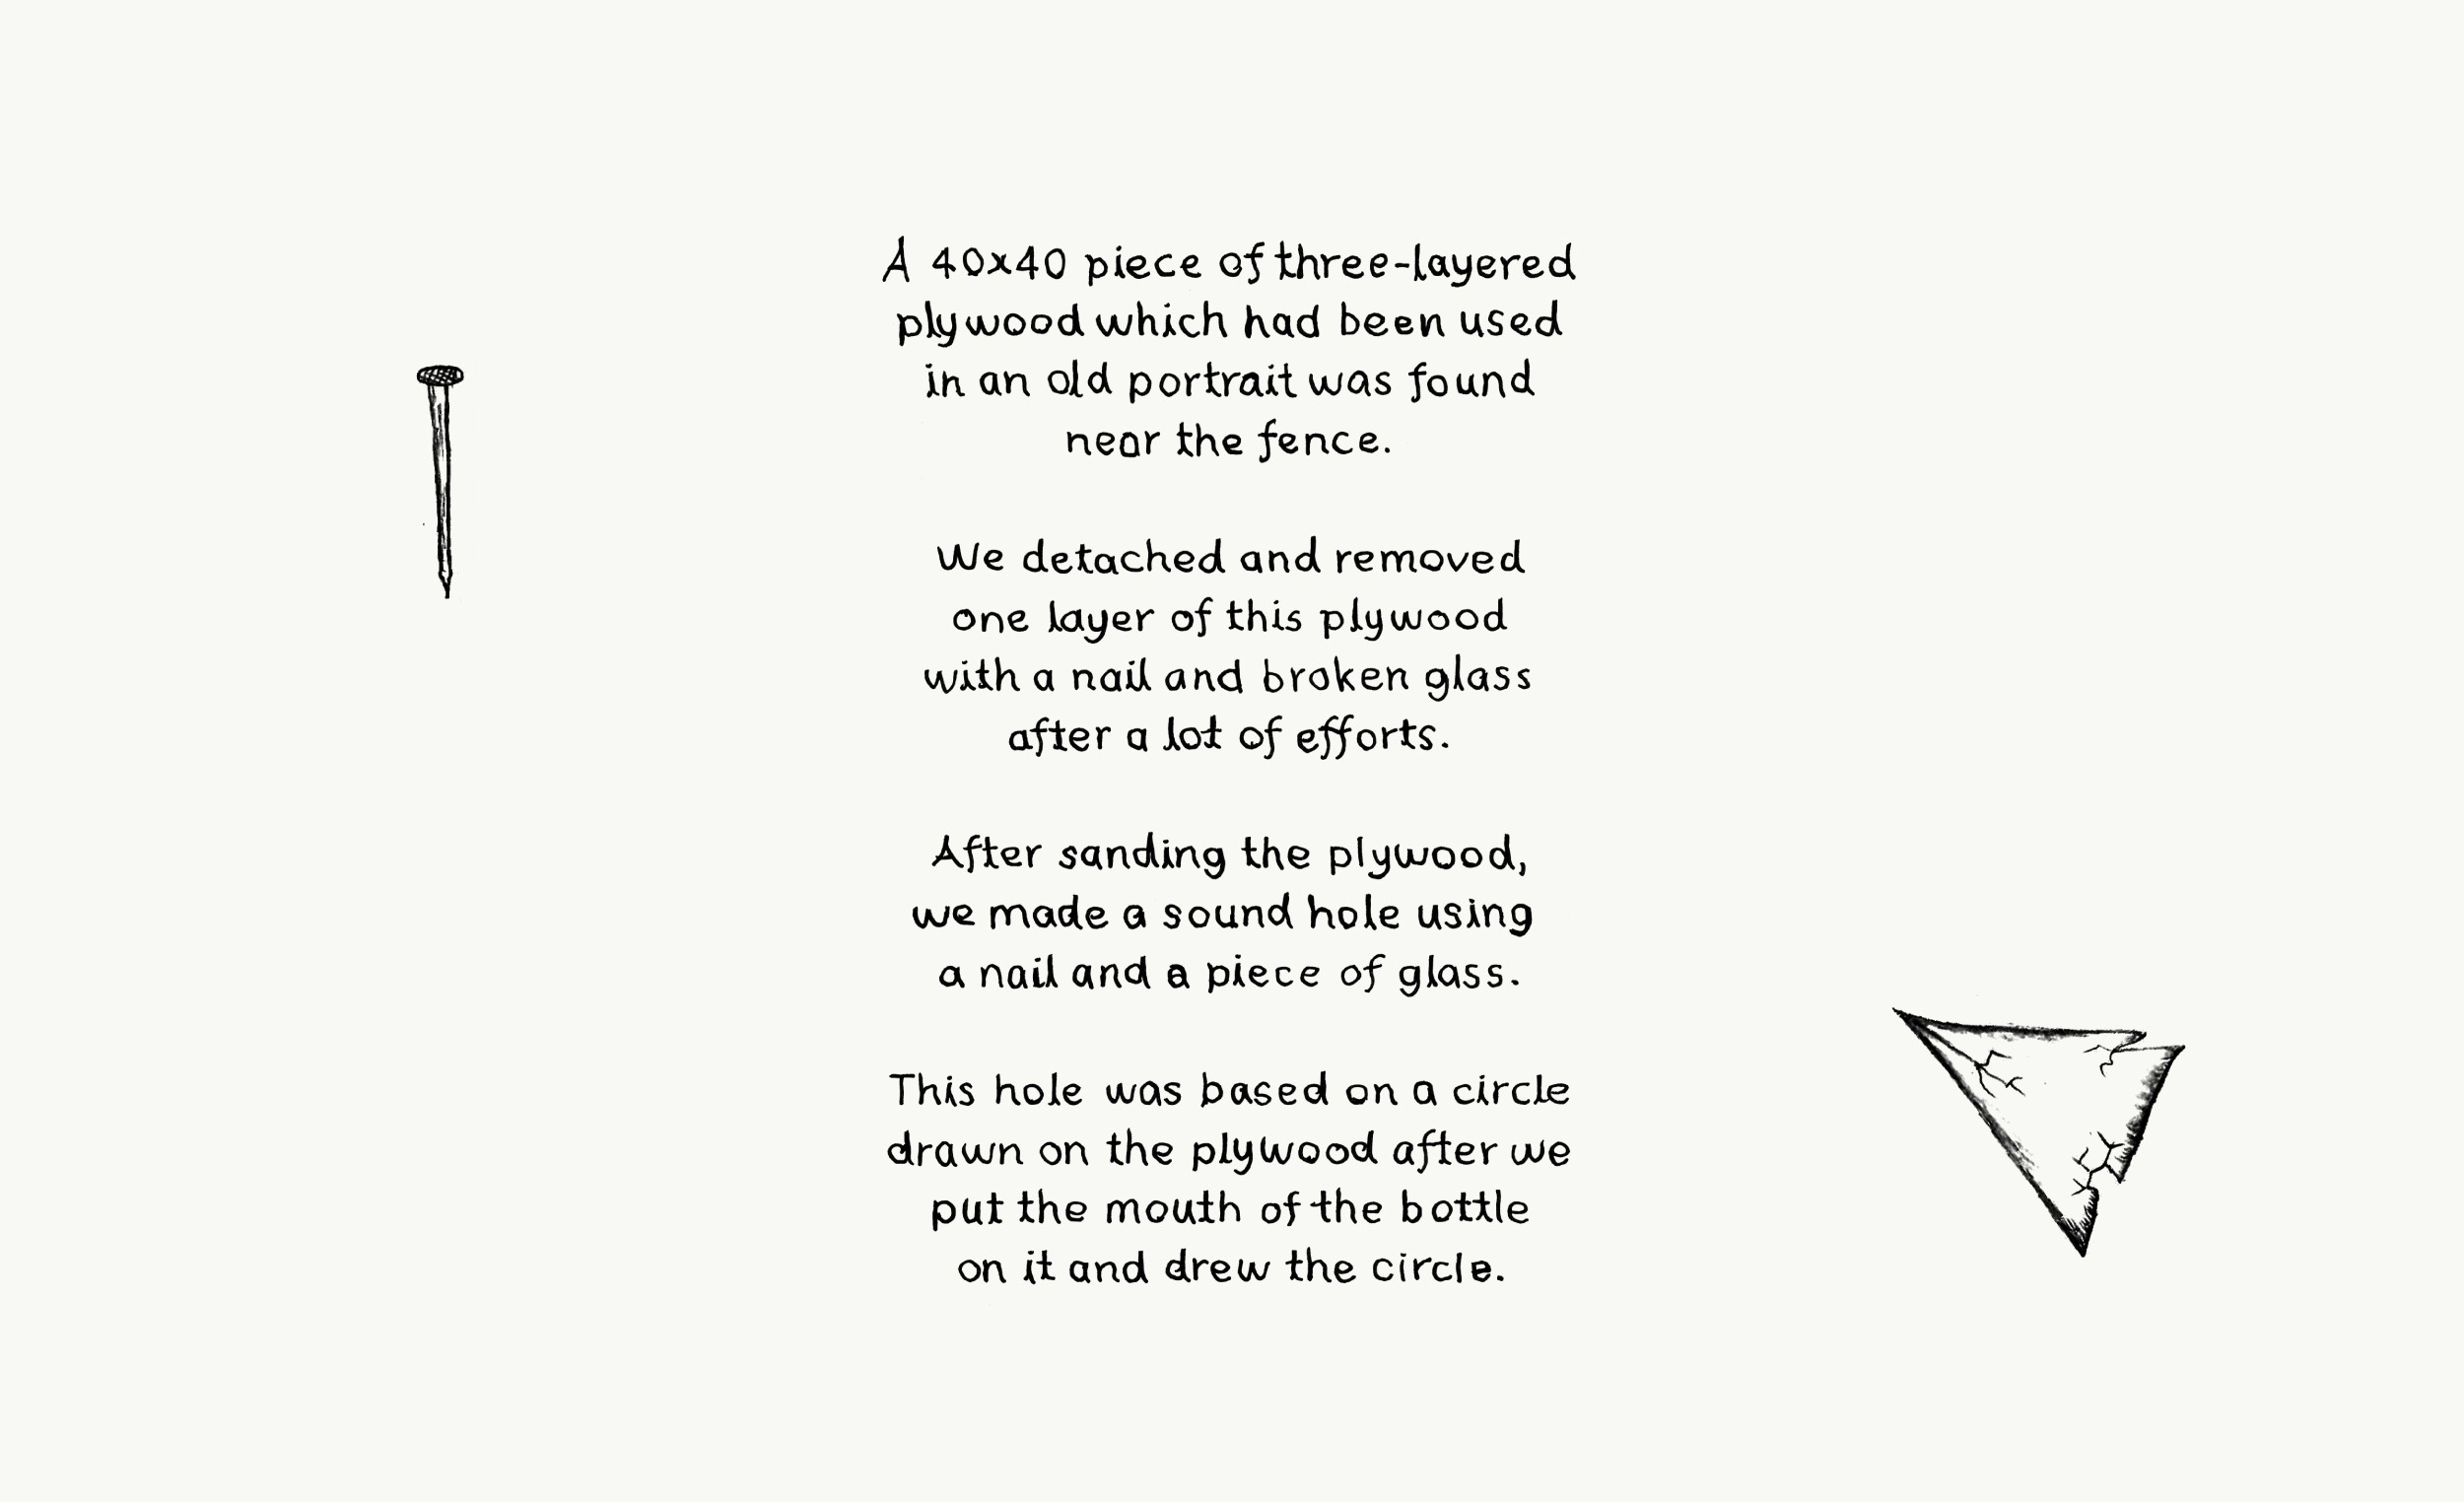 A 40x40 piece of three-layered
plywood which had been used
in an old portrait was found
near the fence.
We detached and removed
one layer of this plywood
with a nail and broken glass
after a lot of efforts.
After sanding the plywood,
we made a sound hole using
a nail and a piece of glass.
This hole was based on a circle
drawn on the plywood after we
put the mouth of the bottle
on it and drew the circle.